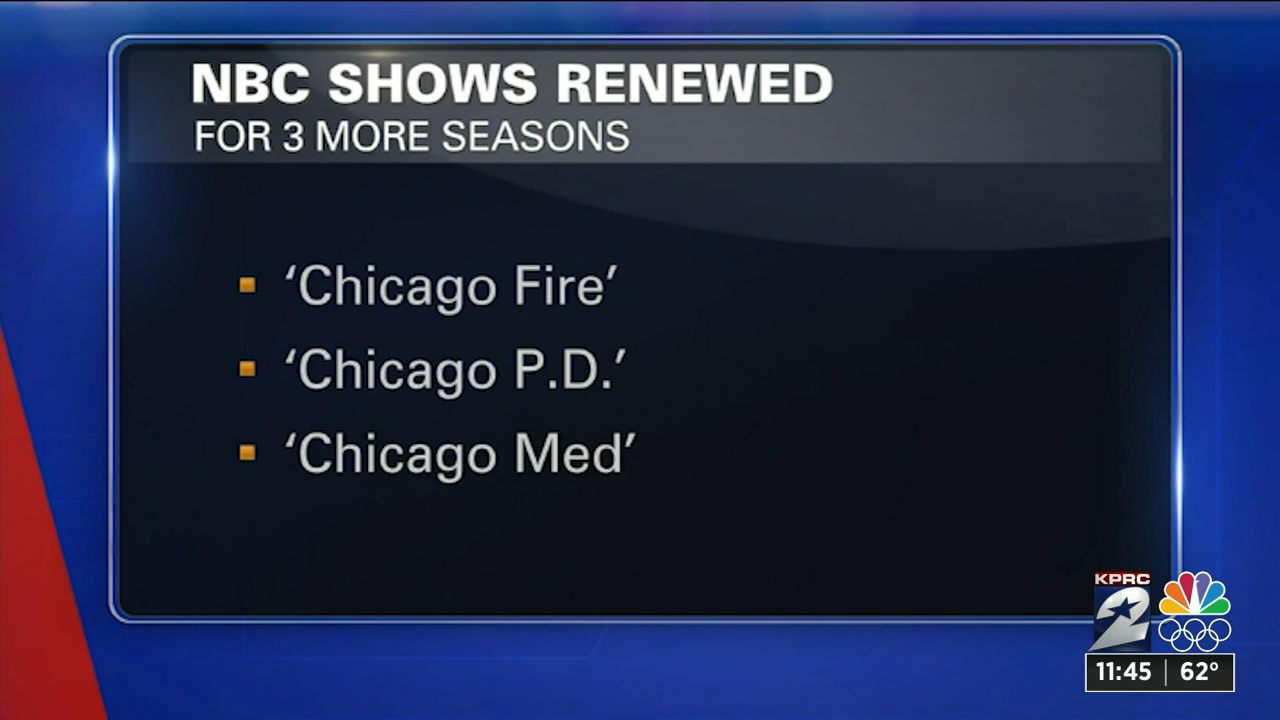 NBC SHOWS RENEWED
FOR 3 MORE SEASONS
‘Chicago Fire’
‘Chicago P.D.’
‘Chicago Med’
KPRC
2
11:45 | 62°